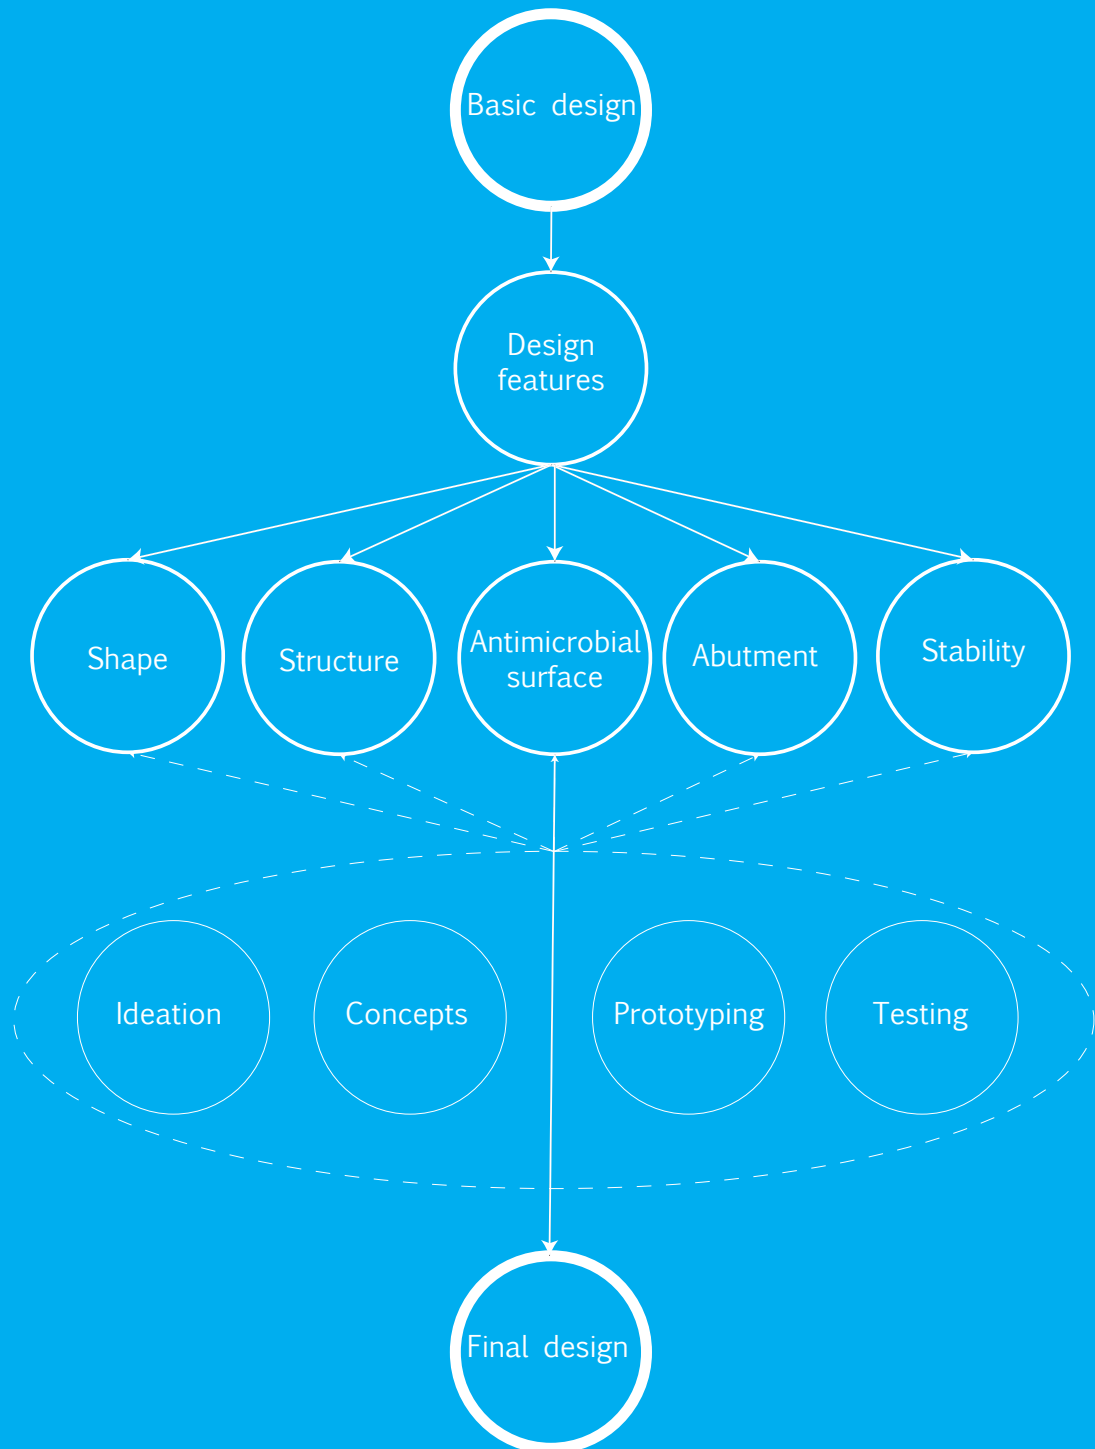 Basic design
Design
features
Shape
Structure
Antimicrobial
surface
Abutment
Stability
Ideation
Concepts
Prototyping
Testing
Final design